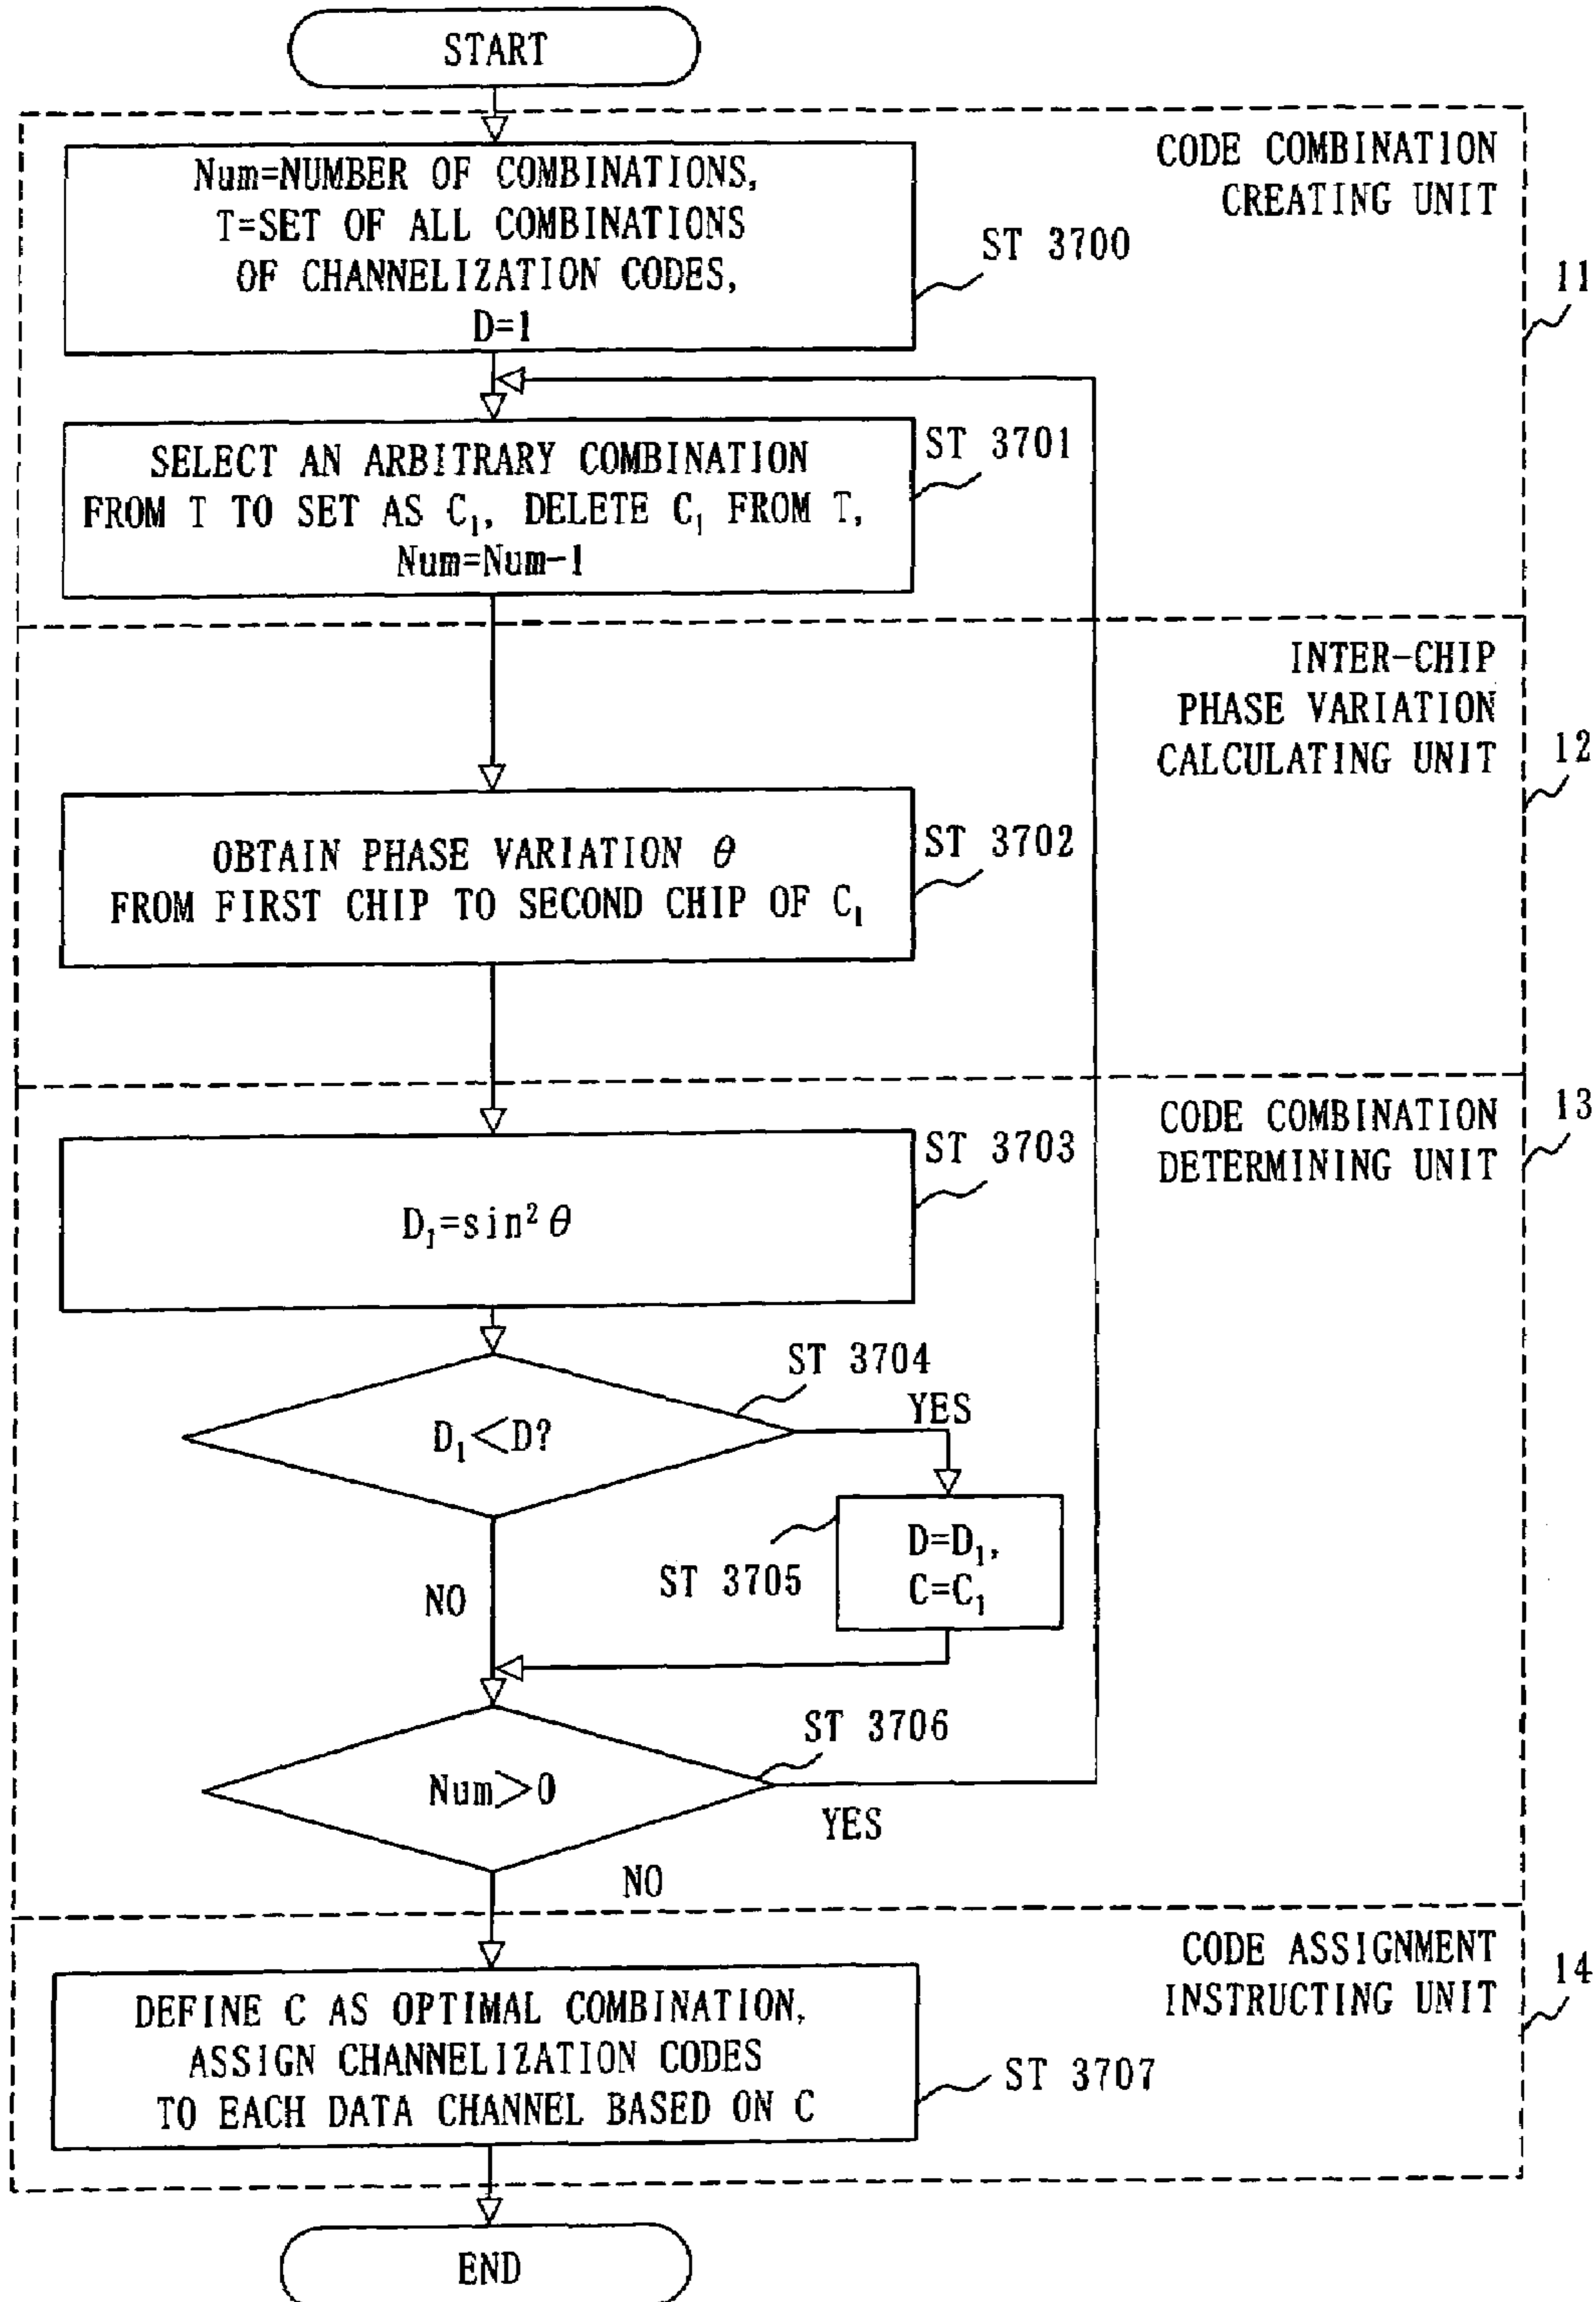 START
CODE COMBINATION
CREATING UNIT
11
Num=NUMBER OF COMBINATIONS,
T=SET OF ALL COMBINATIONS
OF CHANNELIZATION CODES,
D=1
ST 3700
SELECT AN ARBITRARY COMBINATION
FROM T TO SET AS C₁, DELETE C₁ FROM T,
Num=Num-1
ST 3701
INTER-CHIP
PHASE VARIATION
CALCULATING UNIT
12
OBTAIN PHASE VARIATION θ
FROM FIRST CHIP TO SECOND CHIP OF C₁
ST 3702
CODE COMBINATION
DETERMINING UNIT
13
ST 3703
D₁=sin² θ
ST 3704
D₁<D?
YES
NO
ST 3705
D=D₁,
C=C₁
ST 3706
Num>0
YES
NO
CODE ASSIGNMENT
INSTRUCTING UNIT
14
DEFINE C AS OPTIMAL COMBINATION,
ASSIGN CHANNELIZATION CODES
TO EACH DATA CHANNEL BASED ON C
ST 3707
END